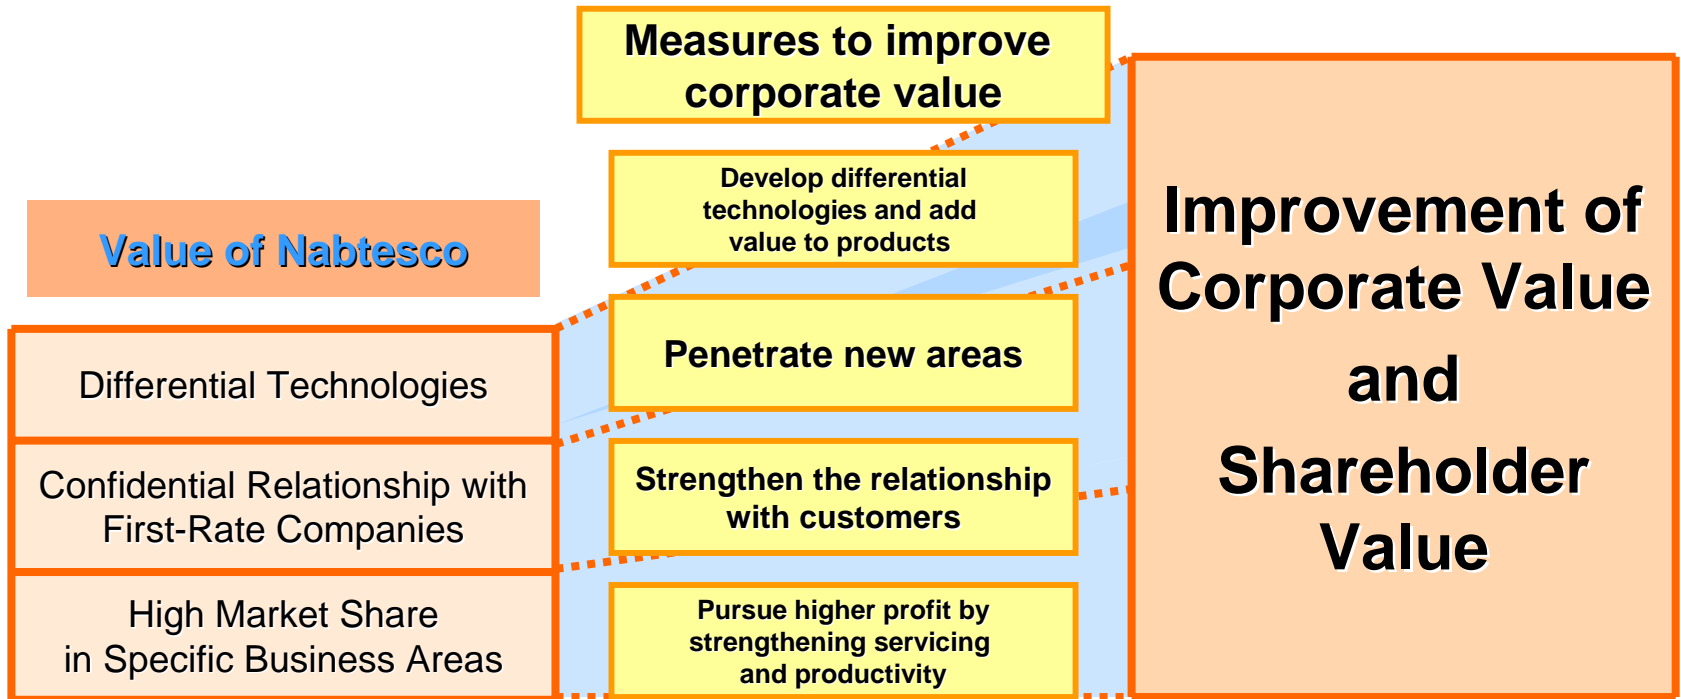 Measures to improve
corporate value
Value of Nabtesco
Differential Technologies
Confidential Relationship with
First-Rate Companies
High Market Share
in Specific Business Areas
Develop differential
technologies and add
value to products
Penetrate new areas
Strengthen the relationship
with customers
Pursue higher profit by
strengthening servicing
and productivity
Improvement of
Corporate Value
and
Shareholder
Value